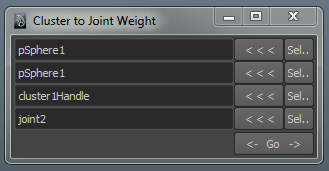 Cluster to Joint Weight
pSphere1 < < < Sel..
pSphere1 < < < Sel..
cluster1Handle < < < Sel..
joint2 < < < Sel..
<- Go ->